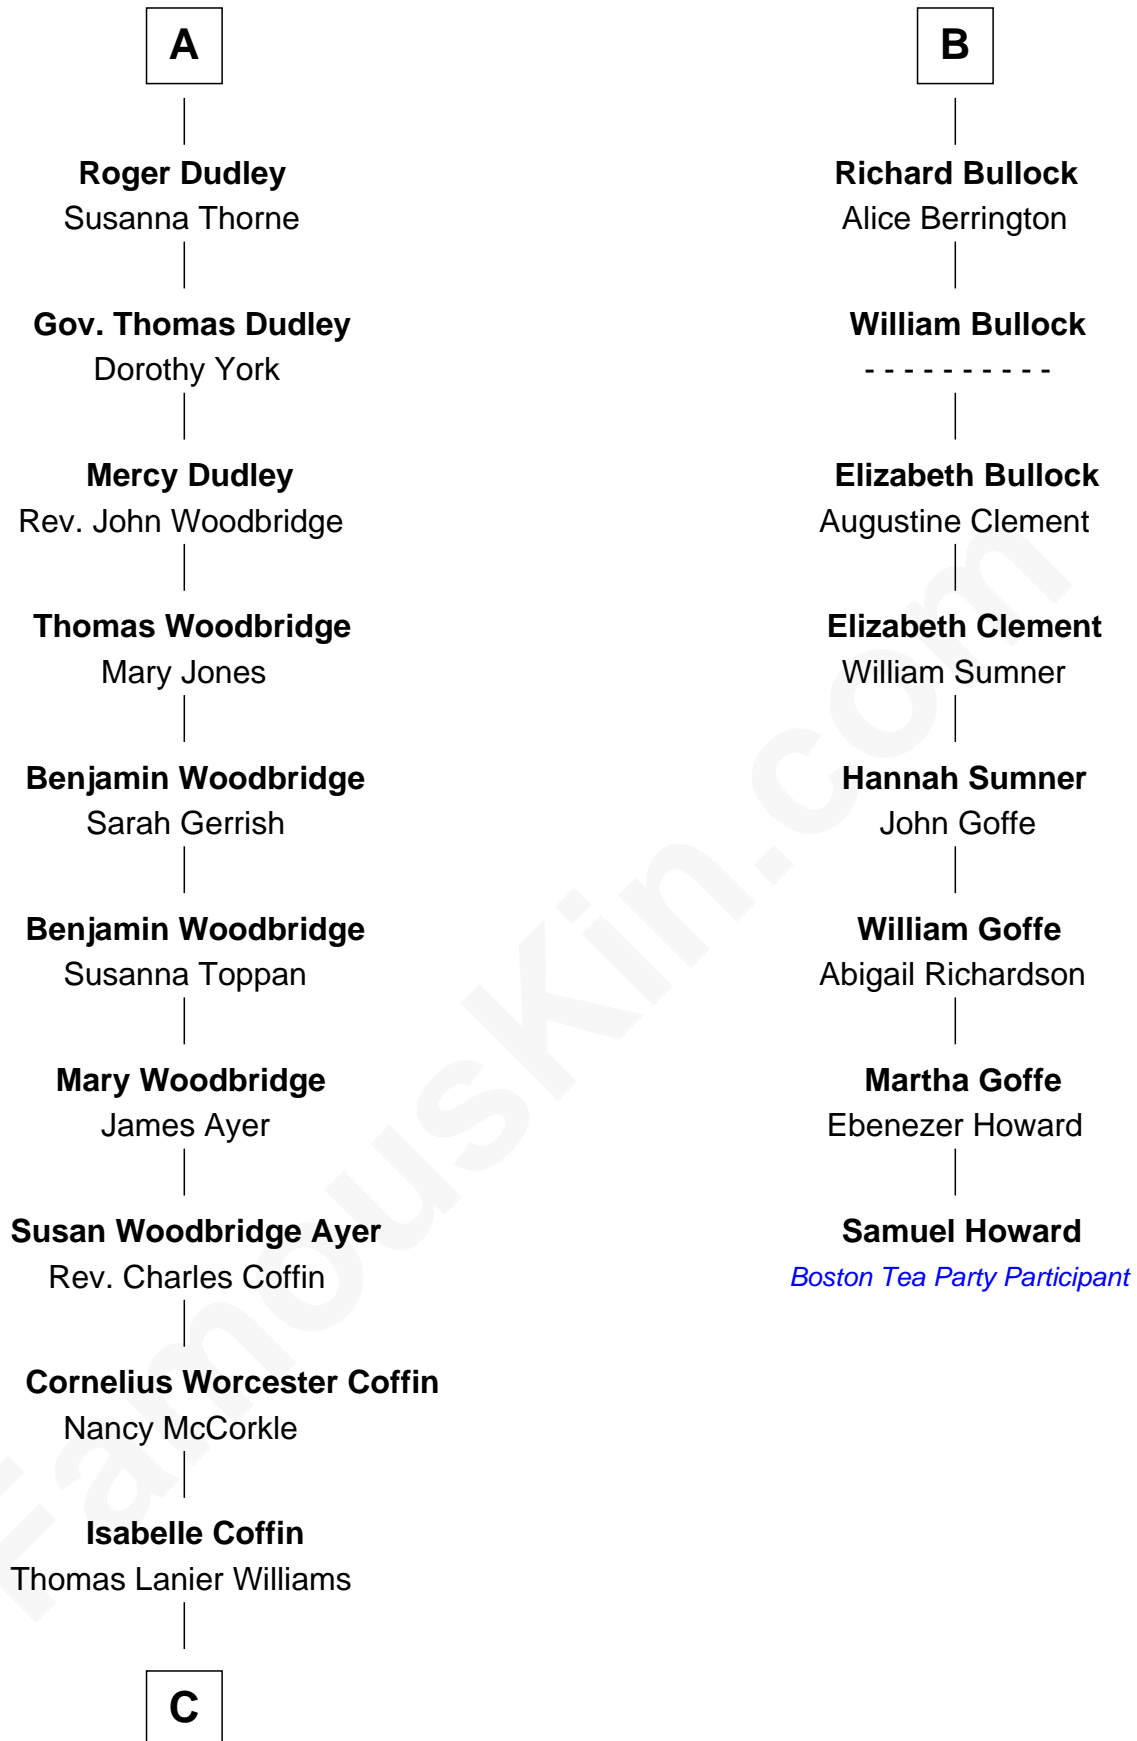 A
Roger Dudley
Susanna Thorne
Gov. Thomas Dudley
Dorothy York
Mercy Dudley
Rev. John Woodbridge
Thomas Woodbridge
Mary Jones
Benjamin Woodbridge
Sarah Gerrish
Benjamin Woodbridge
Susanna Toppan
Mary Woodbridge
James Ayer
Susan Woodbridge Ayer
Rev. Charles Coffin
Cornelius Worcester Coffin
Nancy McCorkle
Isabelle Coffin
Thomas Lanier Williams
C
B
Richard Bullock
Alice Berrington
William Bullock
- - - - - - - - - -
Elizabeth Bullock
Augustine Clement
Elizabeth Clement
William Sumner
Hannah Sumner
John Goffe
William Goffe
Abigail Richardson
Martha Goffe
Ebenezer Howard
Samuel Howard
Boston Tea Party Participant
FamousKin.com